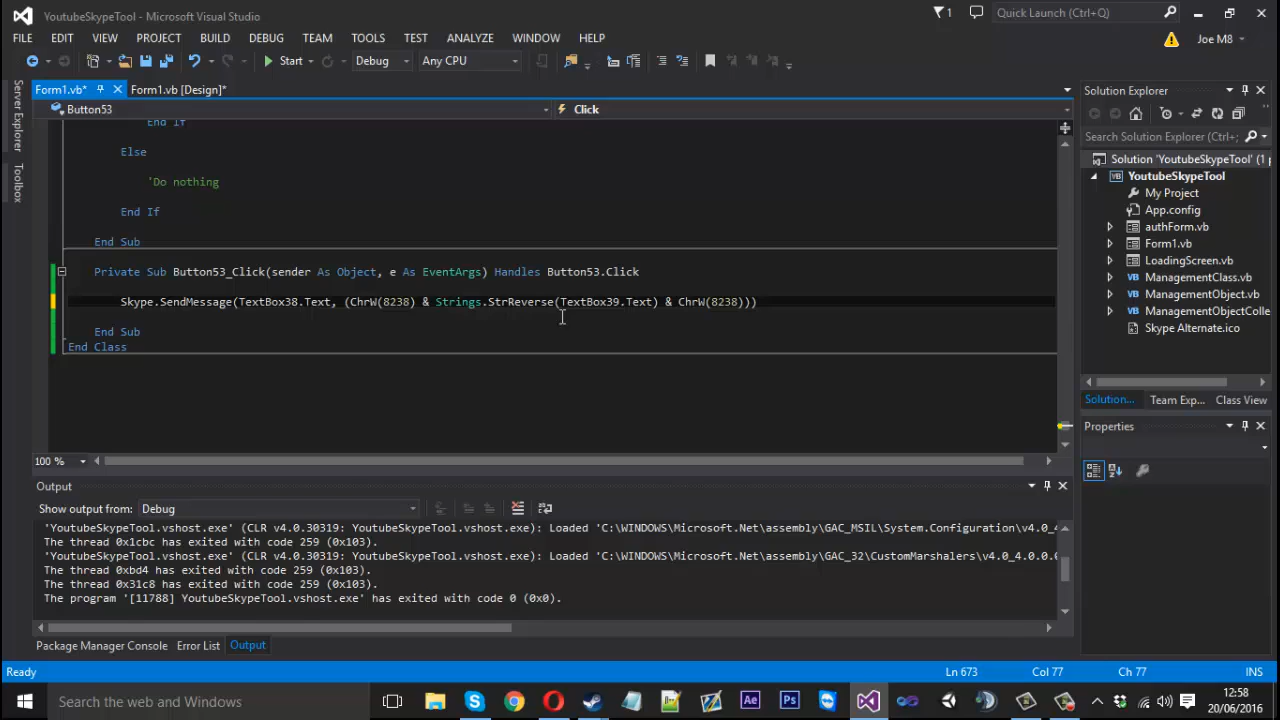 YoutubeSkypeTool - Microsoft Visual Studio
1
Quick Launch (Ctrl+Q)
FILE EDIT VIEW PROJECT BUILD DEBUG TEAM TOOLS TEST ANALYZE WINDOW HELP
Joe M8
Start Debug Any CPU
Server Explorer
Toolbox
Form1.vb* Form1.vb [Design]*
Button53 Click
End If
Else
'Do nothing
End If
End Sub
Private Sub Button53_Click(sender As Object, e As EventArgs) Handles Button53.Click
Skype.SendMessage(TextBox38.Text, (ChrW(8238) & Strings.StrReverse(TextBox39.Text) & ChrW(8238)))
End Sub
End Class
100 %
Solution Explorer
Search Solution Explorer (Ctrl+;
Solution 'YoutubeSkypeTool' (1 p
YoutubeSkypeTool
My Project
App.config
authForm.vb
Form1.vb
LoadingScreen.vb
ManagementClass.vb
ManagementObject.vb
ManagementObjectColle
Skype Alternate.ico
Solution... Team Exp... Class View
Properties
Output
Show output from: Debug
'YoutubeSkypeTool.vshost.exe' (CLR v4.0.30319: YoutubeSkypeTool.vshost.exe): Loaded 'C:\WINDOWS\Microsoft.Net\assembly\GAC_MSIL\System.Configuration\v4.0_4
The thread 0x1cbc has exited with code 259 (0x103).
'YoutubeSkypeTool.vshost.exe' (CLR v4.0.30319: YoutubeSkypeTool.vshost.exe): Loaded 'C:\WINDOWS\Microsoft.Net\assembly\GAC_32\CustomMarshalers\v4.0_4.0.0.0
The thread 0xbd4 has exited with code 259 (0x103).
The thread 0x31c8 has exited with code 259 (0x103).
The program '[11788] YoutubeSkypeTool.vshost.exe' has exited with code 0 (0x0).
Package Manager Console Error List Output
Ready Ln 673 Col 77 Ch 77 INS
Search the web and Windows
Ae
Ps
12:58
20/06/2016